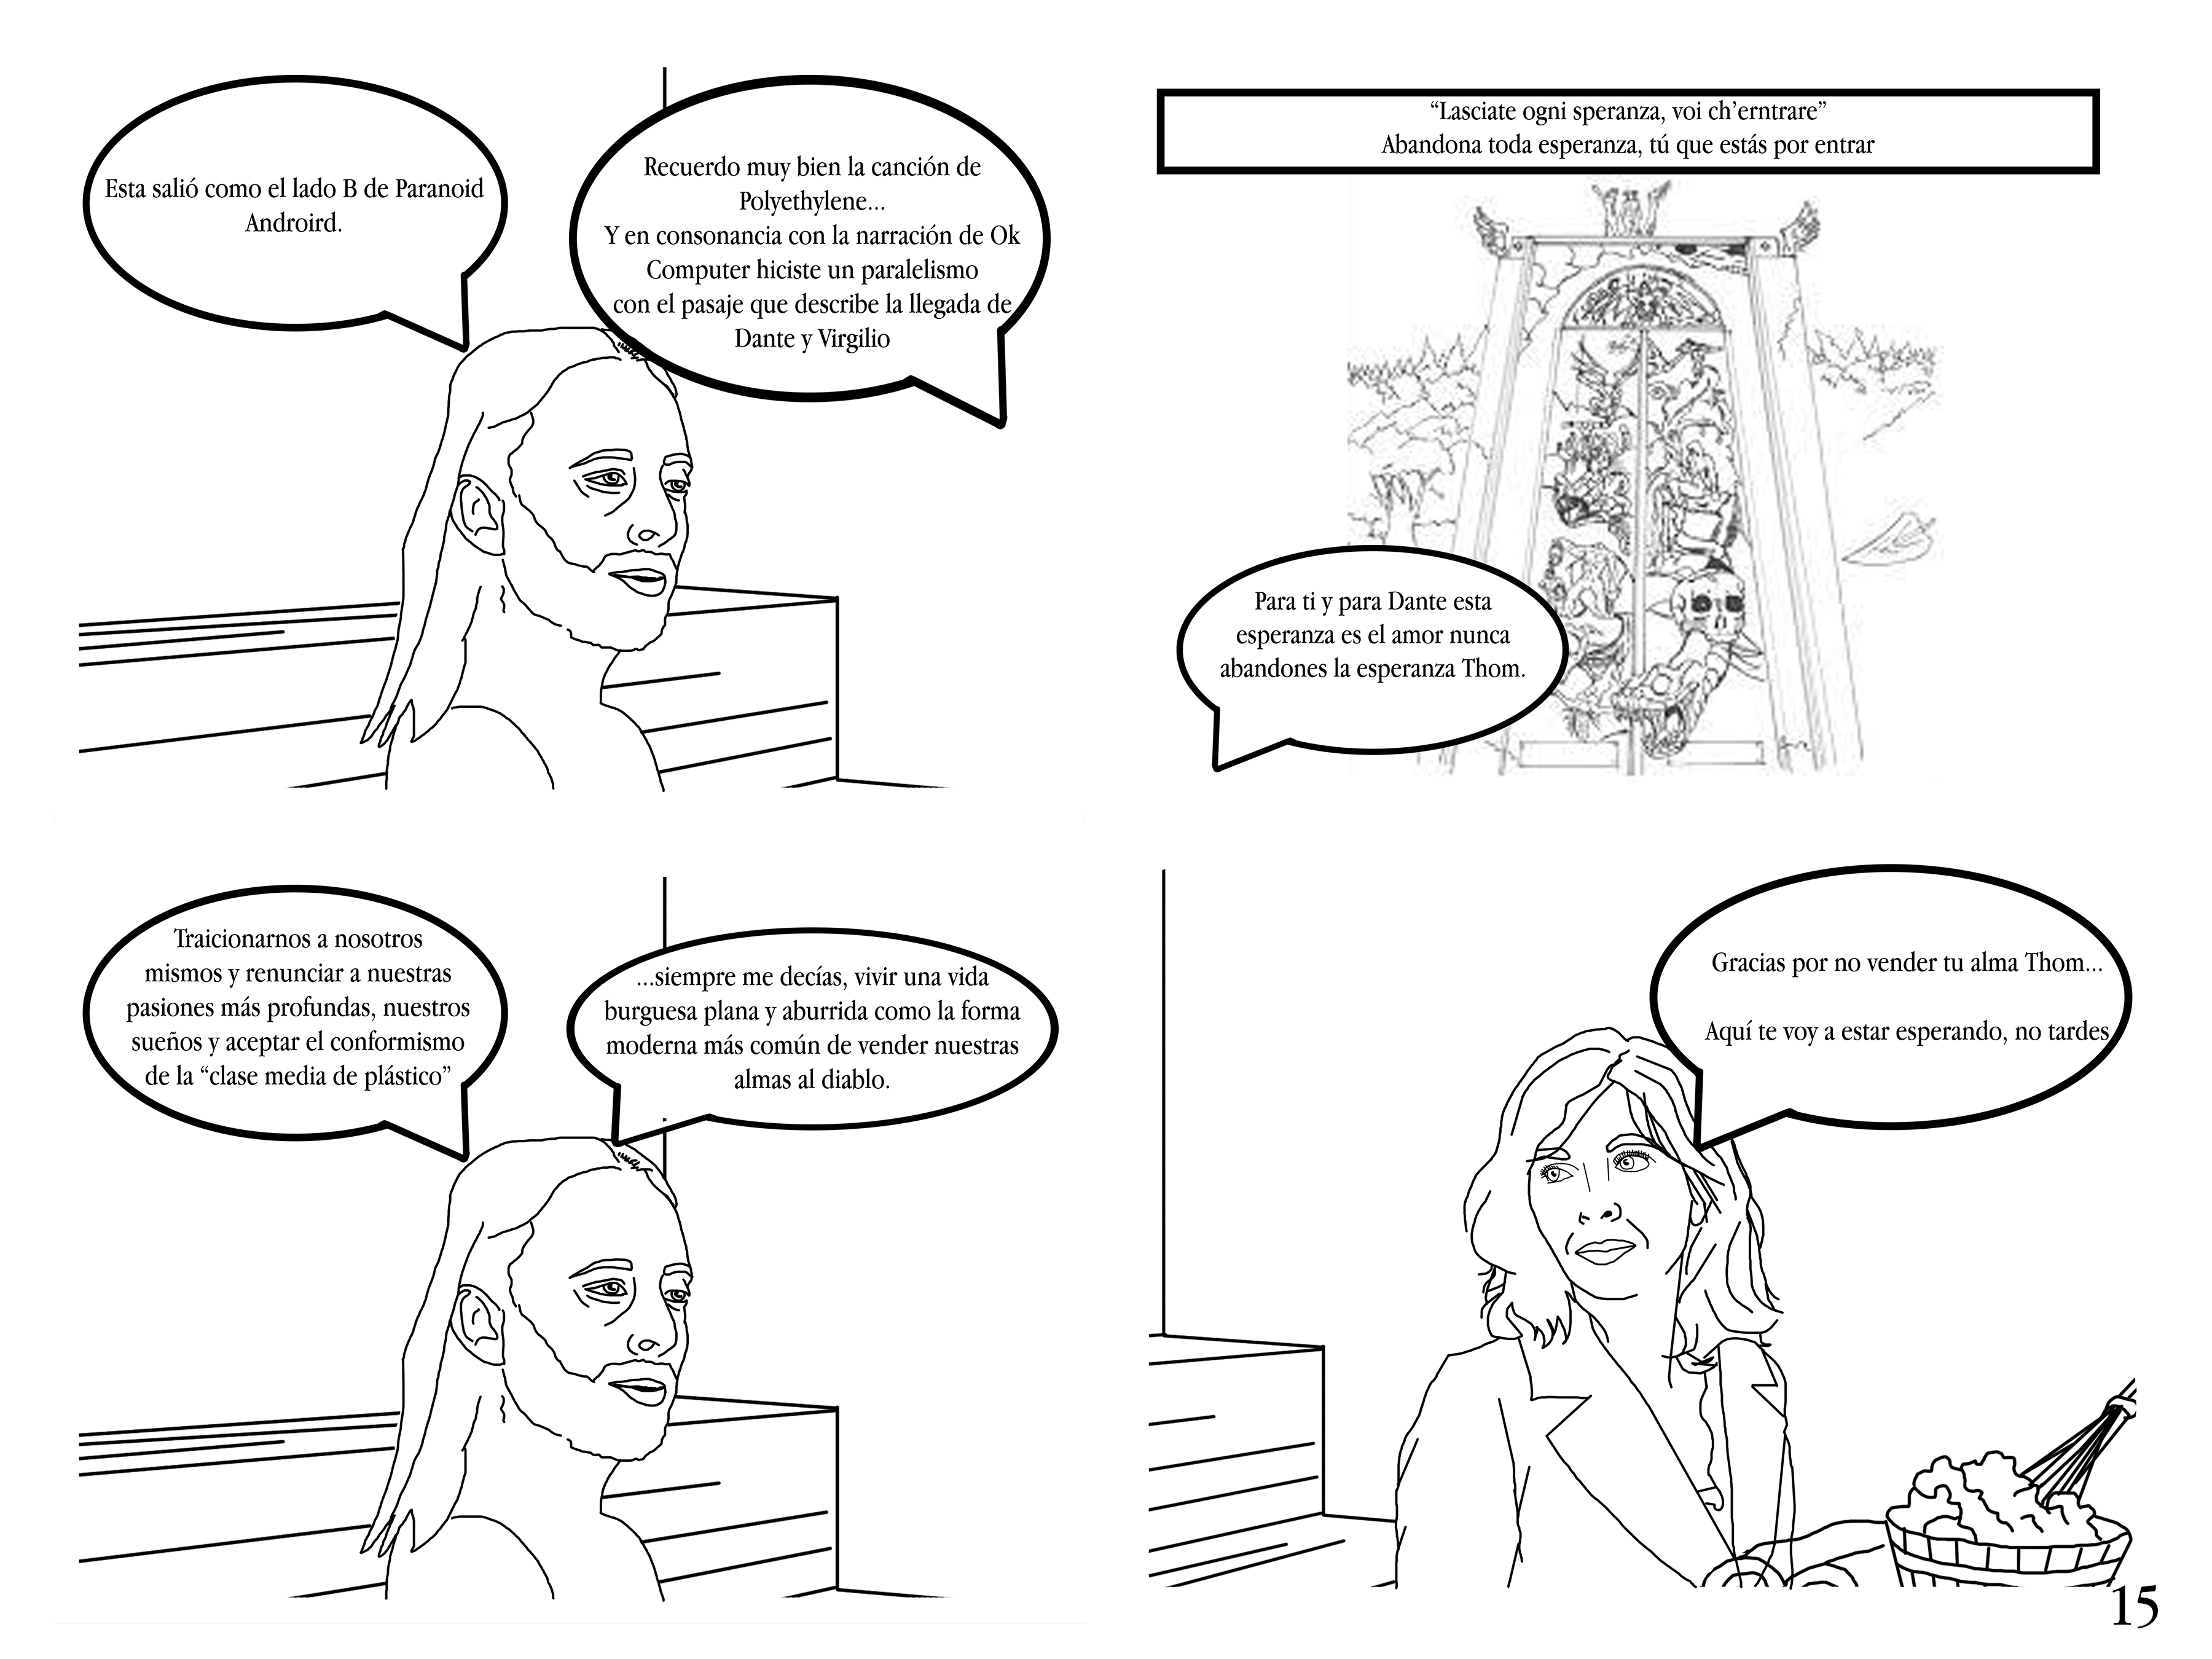 Esta salió como el lado B de Paranoid
Androird.
Recuerdo muy bien la canción de
Polyethylene...
Y en consonancia con la narración de Ok
Computer hiciste un paralelismo
con el pasaje que describe la llegada de
Dante y Virgilio
“Lasciate ogni speranza, voi ch’erntrare”
Abandona toda esperanza, tú que estás por entrar
Para ti y para Dante esta
esperanza es el amor nunca
abandones la esperanza Thom.
Traicionarnos a nosotros
mismos y renunciar a nuestras
pasiones más profundas, nuestros
sueños y aceptar el conformismo
de la “clase media de plástico”
...siempre me decías, vivir una vida
burguesa plana y aburrida como la forma
moderna más común de vender nuestras
almas al diablo.
Gracias por no vender tu alma Thom...
Aquí te voy a estar esperando, no tardes
15